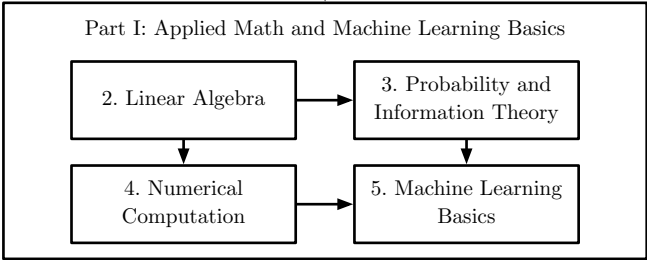 Part I: Applied Math and Machine Learning Basics
2. Linear Algebra
3. Probability and
Information Theory
4. Numerical
Computation
5. Machine Learning
Basics